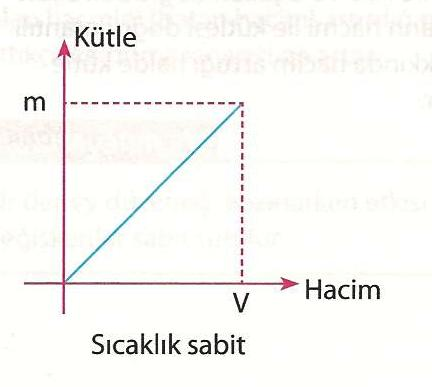 Kütle
m
V
Hacim
Sıcaklık sabit